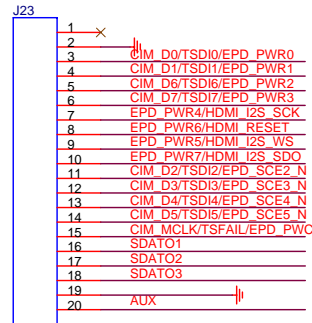 J23
1
2
3 CIM_D0/TSDI0/EPD_PWR0
4 CIM_D1/TSDI1/EPD_PWR1
5 CIM_D6/TSDI6/EPD_PWR2
6 CIM_D7/TSDI7/EPD_PWR3
7 EPD_PWR4/HDMI_I2S_SCK
8 EPD_PWR6/HDMI_RESET
9 EPD_PWR5/HDMI_I2S_WS
10 EPD_PWR7/HDMI_I2S_SDO
11 CIM_D2/TSDI2/EPD_SCE2_N
12 CIM_D3/TSDI3/EPD_SCE3_N
13 CIM_D4/TSDI4/EPD_SCE4_N
14 CIM_D5/TSDI5/EPD_SCE5_N
15 CIM_MCLK/TSFAIL/EPD_PWC
16 SDATO1
17 SDATO2
18 SDATO3
19
20 AUX